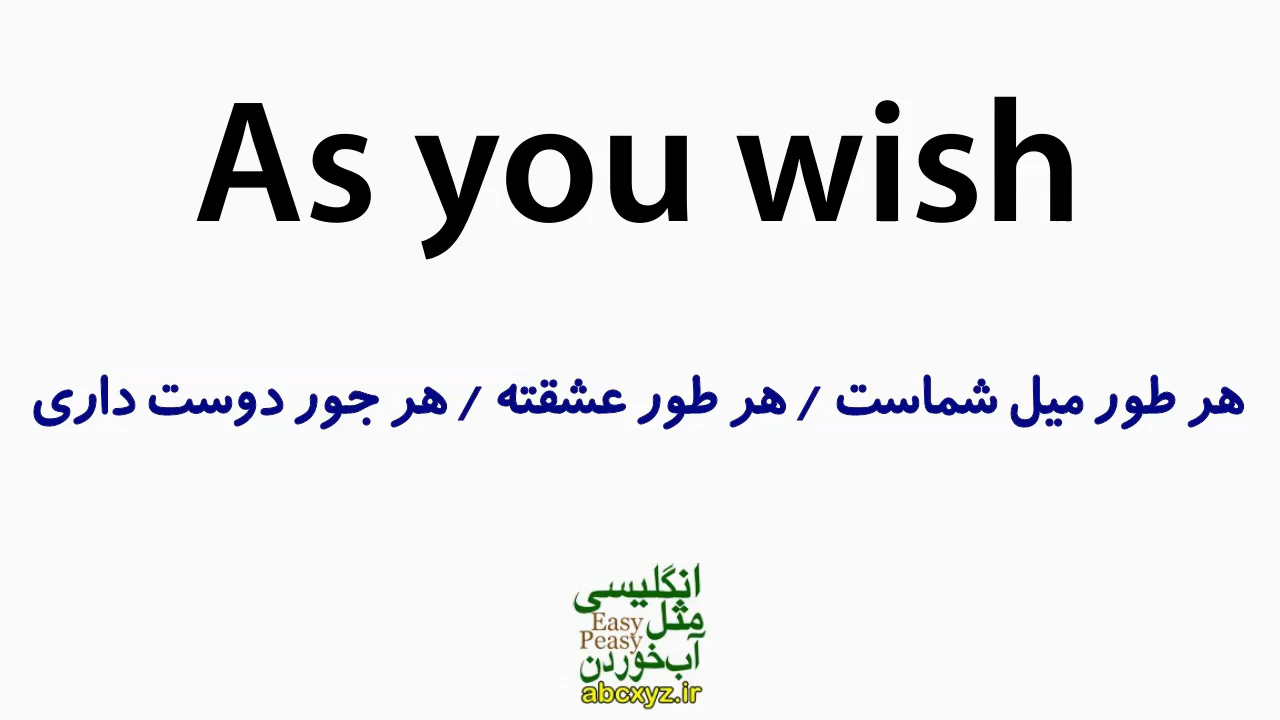 As you wish
هر طور میل شماست / هر طور عشقته / هر جور دوست داری
انگلیسی
مثل
Easy
Peasy
آب‌خوردن
abcxyz.ir